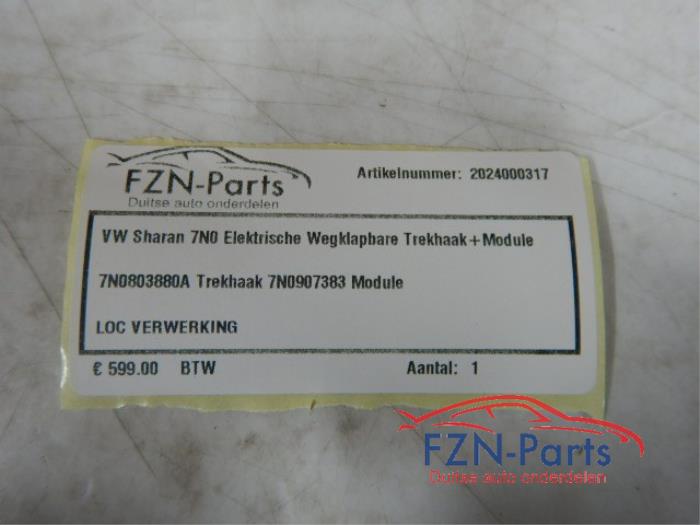 FZN-Parts
Duitse auto onderdelen
Artikelnummer: 2024000317
VW Sharan 7N0 Elektrische Wegklapbare Trekhaak+Module
7N0803880A Trekhaak 7N0907383 Module
LOC VERWERKING
€ 599.00 BTW
Aantal: 1
FZN-Parts
Duitse auto onderdelen